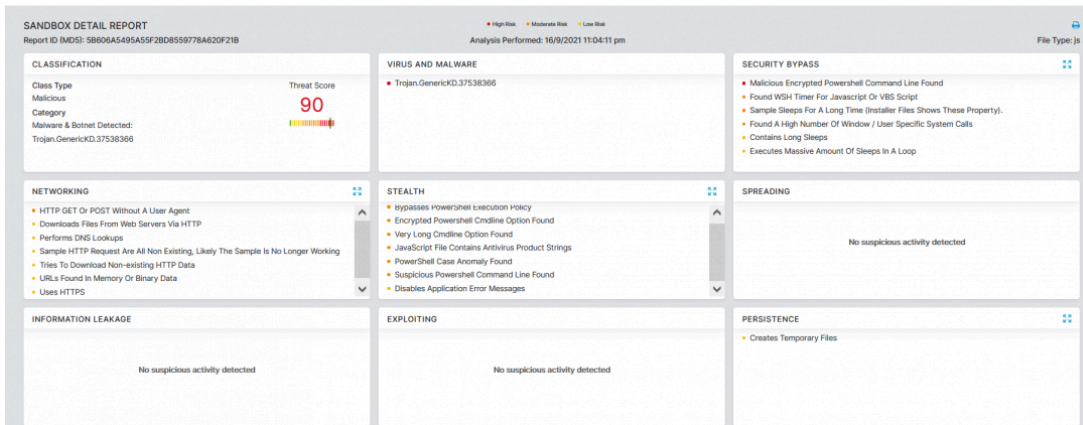 SANDBOX DETAIL REPORT
High Risk Moderate Risk Low Risk
Report ID (MD5): 5B606A5495A55F2BD8559778A620F21B
Analysis Performed: 16/9/2021 11:04:11 pm
File Type: js
CLASSIFICATION
Class Type
Threat Score
Malicious
90
Category
Malware & Botnet Detected:
Trojan.GenericKD.37538366
VIRUS AND MALWARE
Trojan.GenericKD.37538366
SECURITY BYPASS
Malicious Encrypted Powershell Command Line Found
Found WSH Timer For Javascript Or VBS Script
Sample Sleeps For A Long Time (Installer Files Shows These Property).
Found A High Number Of Window / User Specific System Calls
Contains Long Sleeps
Executes Massive Amount Of Sleeps In A Loop
NETWORKING
HTTP GET Or POST Without A User Agent
Downloads Files From Web Servers Via HTTP
Performs DNS Lookups
Sample HTTP Request Are All Non Existing, Likely The Sample Is No Longer Working
Tries To Download Non-existing HTTP Data
URLs Found In Memory Or Binary Data
Uses HTTPS
STEALTH
Bypasses PowerShell Execution Policy
Encrypted Powershell Cmdline Option Found
Very Long Cmdline Option Found
JavaScript File Contains Antivirus Product Strings
PowerShell Case Anomaly Found
Suspicious Powershell Command Line Found
Disables Application Error Messages
SPREADING
No suspicious activity detected
INFORMATION LEAKAGE
No suspicious activity detected
EXPLOITING
No suspicious activity detected
PERSISTENCE
Creates Temporary Files